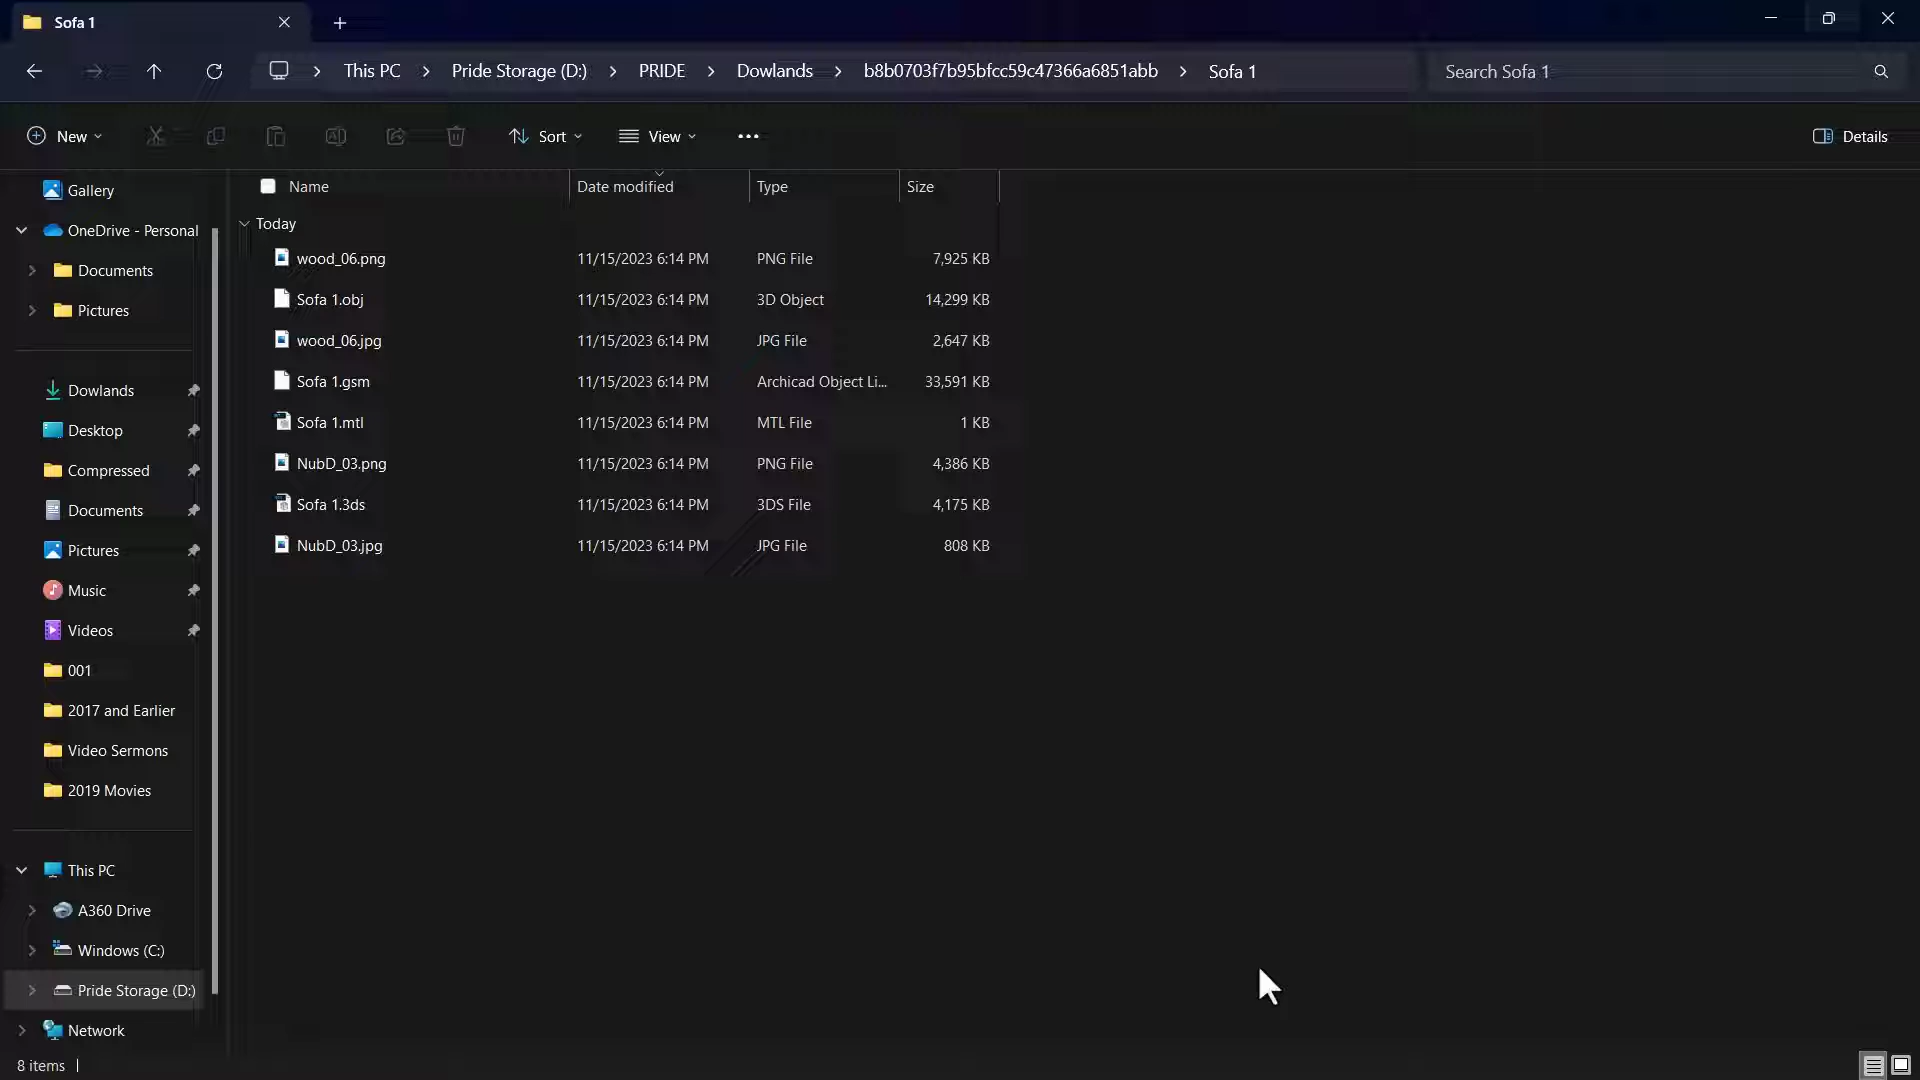 Sofa 1
This PC > Pride Storage (D:) > PRIDE > Dowlands > b8b0703f7b95bfcc59c47366a6851abb > Sofa 1
Search Sofa 1
New
Sort
View
Details
Name Date modified Type Size
Today
wood_06.png 11/15/2023 6:14 PM PNG File 7,925 KB
Sofa 1.obj 11/15/2023 6:14 PM 3D Object 14,299 KB
wood_06.jpg 11/15/2023 6:14 PM JPG File 2,647 KB
Sofa 1.gsm 11/15/2023 6:14 PM Archicad Object Li... 33,591 KB
Sofa 1.mtl 11/15/2023 6:14 PM MTL File 1 KB
NubD_03.png 11/15/2023 6:14 PM PNG File 4,386 KB
Sofa 1.3ds 11/15/2023 6:14 PM 3DS File 4,175 KB
NubD_03.jpg 11/15/2023 6:14 PM JPG File 808 KB
Gallery
OneDrive - Personal
Documents
Pictures
Dowlands
Desktop
Compressed
Documents
Pictures
Music
Videos
001
2017 and Earlier
Video Sermons
2019 Movies
This PC
A360 Drive
Windows (C:)
Pride Storage (D:)
Network
8 items